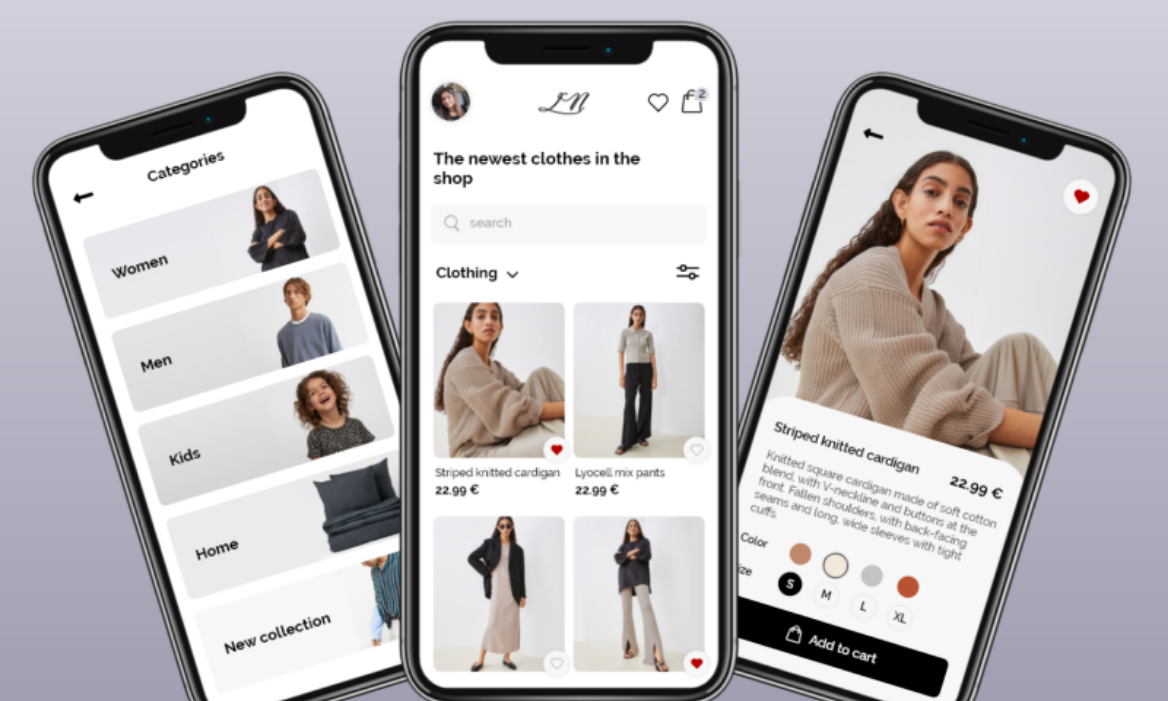 Categories
Women
Men
Kids
Home
New collection
LN
2
The newest clothes in the
shop
search
Clothing
Striped knitted cardigan
22.99 €
Lyocell mix pants
22.99 €
Striped knitted cardigan
22.99 €
Knitted square cardigan made of soft cotton
blend, with V-neckline and buttons at the
front. Fallen shoulders, with back-facing
seams and long, wide sleeves with tight
cuffs.
Color
ize
S
M
L
XL
Add to cart